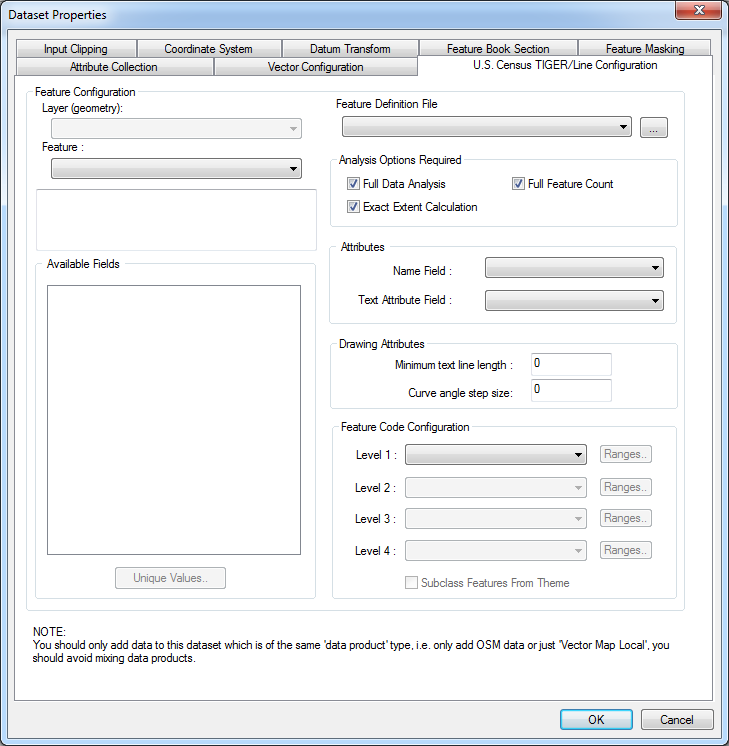 Dataset Properties
Input Clipping
Coordinate System
Datum Transform
Feature Book Section
Feature Masking
Attribute Collection
Vector Configuration
U.S. Census TIGER/Line Configuration
Feature Configuration
Layer (geometry):
Feature :
Available Fields
Unique Values..
Feature Definition File
...
Analysis Options Required
Full Data Analysis
Full Feature Count
Exact Extent Calculation
Attributes
Name Field :
Text Attribute Field :
Drawing Attributes
Minimum text line length : 0
Curve angle step size: 0
Feature Code Configuration
Level 1 : Ranges..
Level 2 : Ranges..
Level 3 : Ranges..
Level 4 : Ranges..
Subclass Features From Theme
NOTE:
You should only add data to this dataset which is of the same 'data product' type, i.e. only add OSM data or just 'Vector Map Local', you
should avoid mixing data products.
OK
Cancel